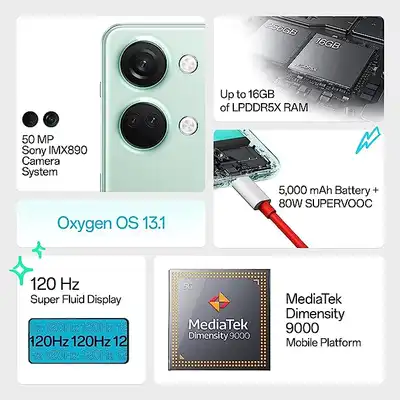 50 MP
Sony IMX890
Camera
System
256GB
16GB
Up to 16GB
of LPDDR5X RAM
5,000 mAh Battery +
80W SUPERVOOC
Oxygen OS 13.1
120 Hz
Super Fluid Display
120Hz 120Hz 12
MediaTek
Dimensity 9000
MediaTek
Dimensity
9000
Mobile Platform